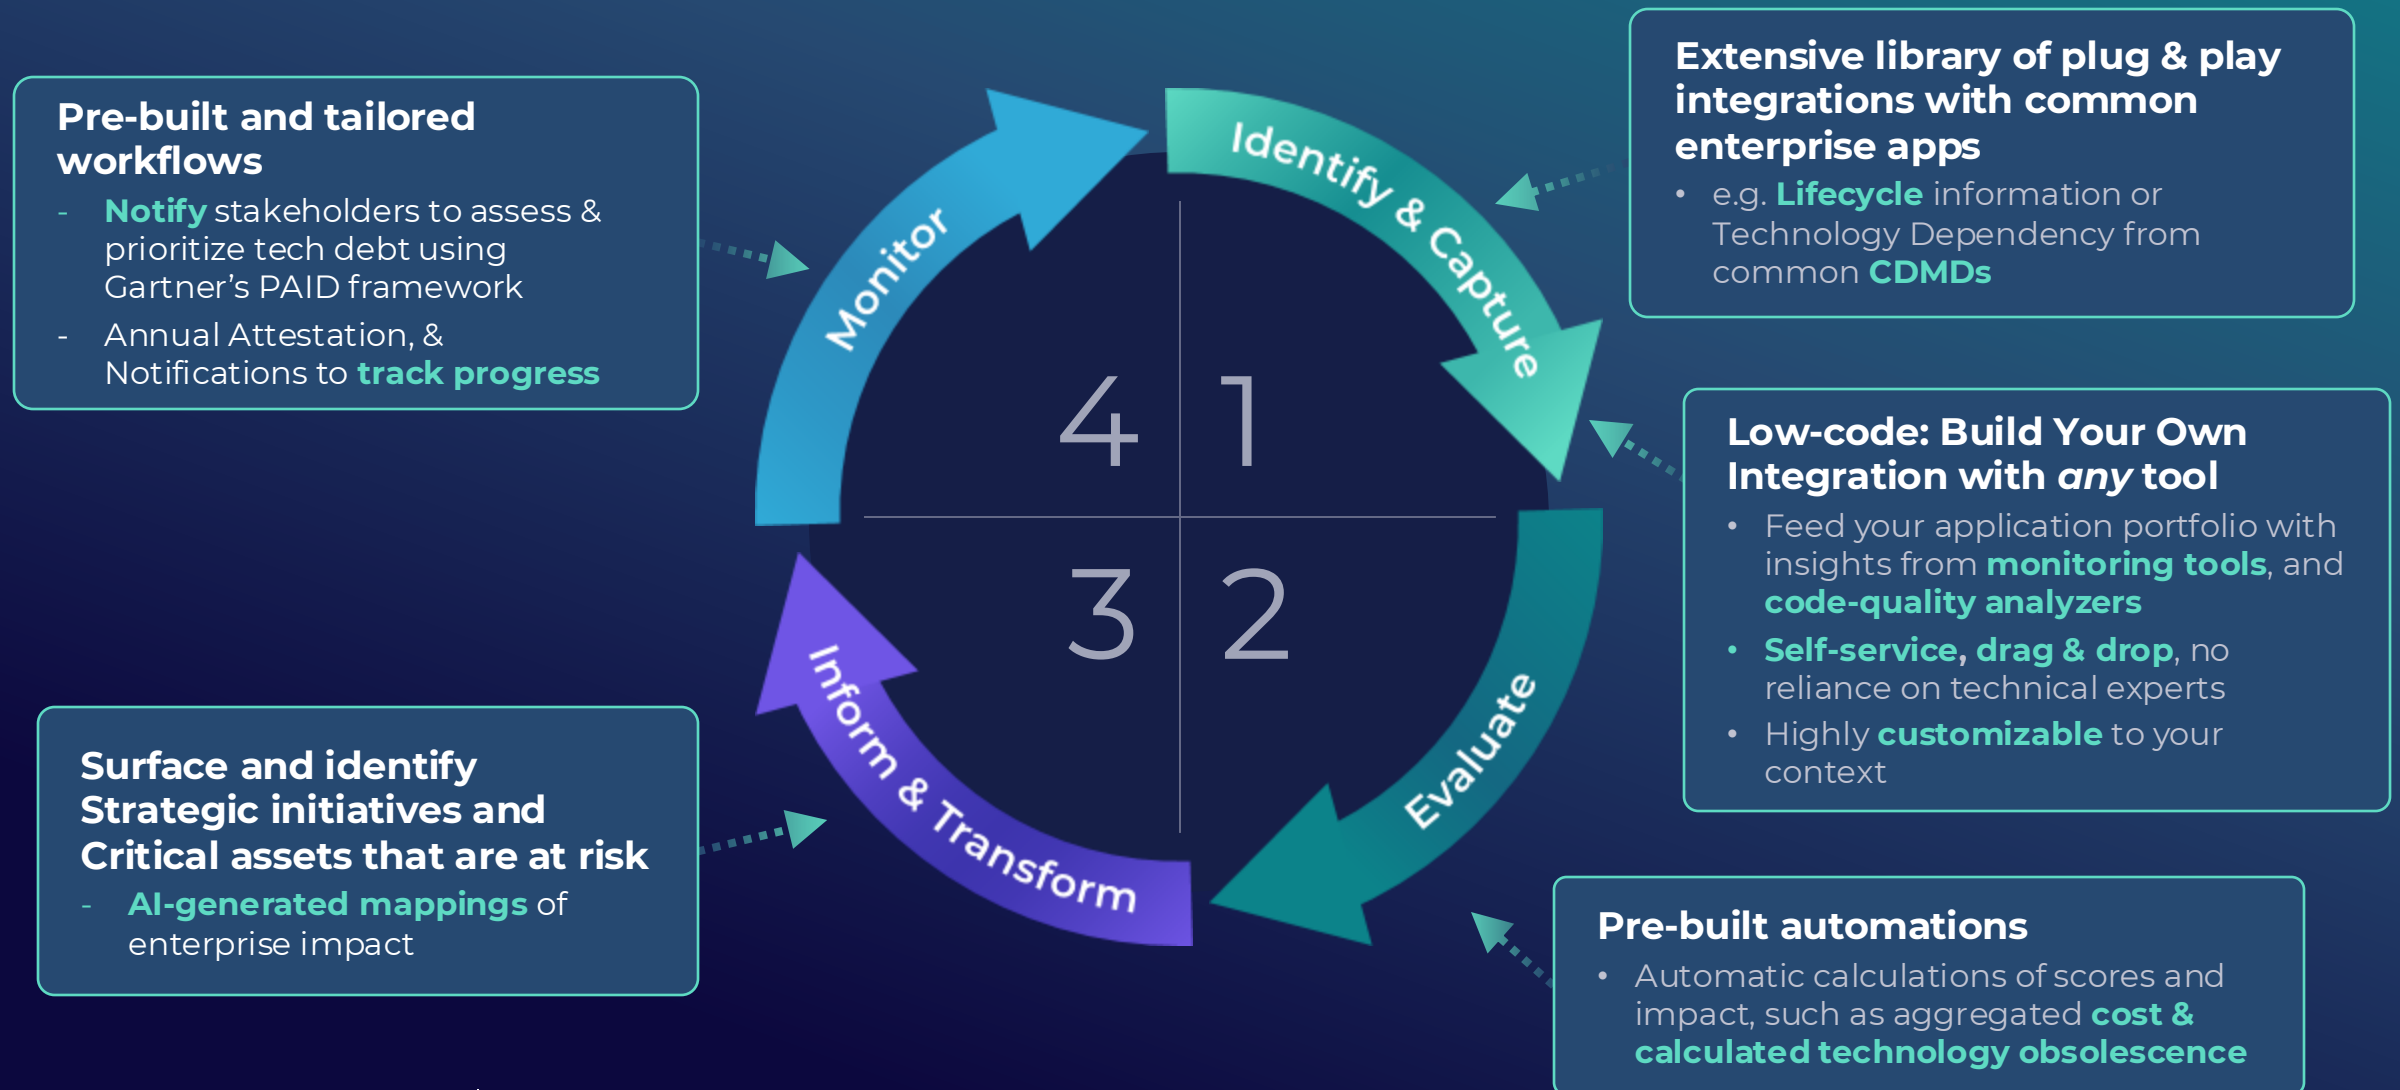 Pre-built and tailored
workflows
- Notify stakeholders to assess &
prioritize tech debt using
Gartner’s PAID framework
- Annual Attestation, &
Notifications to track progress
Surface and identify
Strategic initiatives and
Critical assets that are at risk
- AI-generated mappings of
enterprise impact
Monitor
Identify & Capture
4
1
3
2
Inform & Transform
Evaluate
Extensive library of plug & play
integrations with common
enterprise apps
• e.g. Lifecycle information or
Technology Dependency from
common CDMDs
Low-code: Build Your Own
Integration with any tool
• Feed your application portfolio with
insights from monitoring tools, and
code-quality analyzers
• Self-service, drag & drop, no
reliance on technical experts
• Highly customizable to your
context
Pre-built automations
• Automatic calculations of scores and
impact, such as aggregated cost &
calculated technology obsolescence